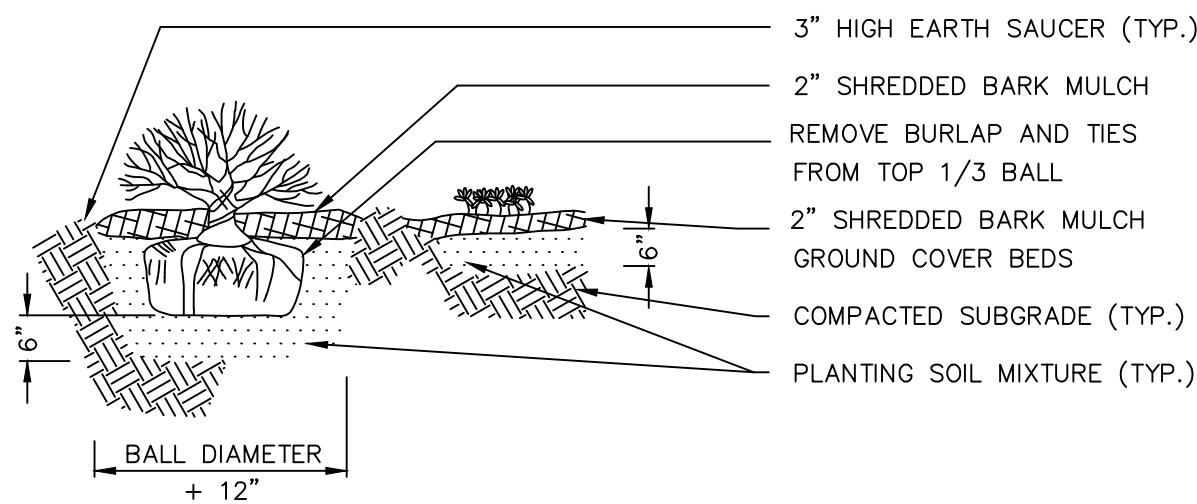 3” HIGH EARTH SAUCER (TYP.)
2” SHREDDED BARK MULCH
REMOVE BURLAP AND TIES
FROM TOP 1/3 BALL
2” SHREDDED BARK MULCH
GROUND COVER BEDS
6”
COMPACTED SUBGRADE (TYP.)
6”
PLANTING SOIL MIXTURE (TYP.)
BALL DIAMETER
+ 12”